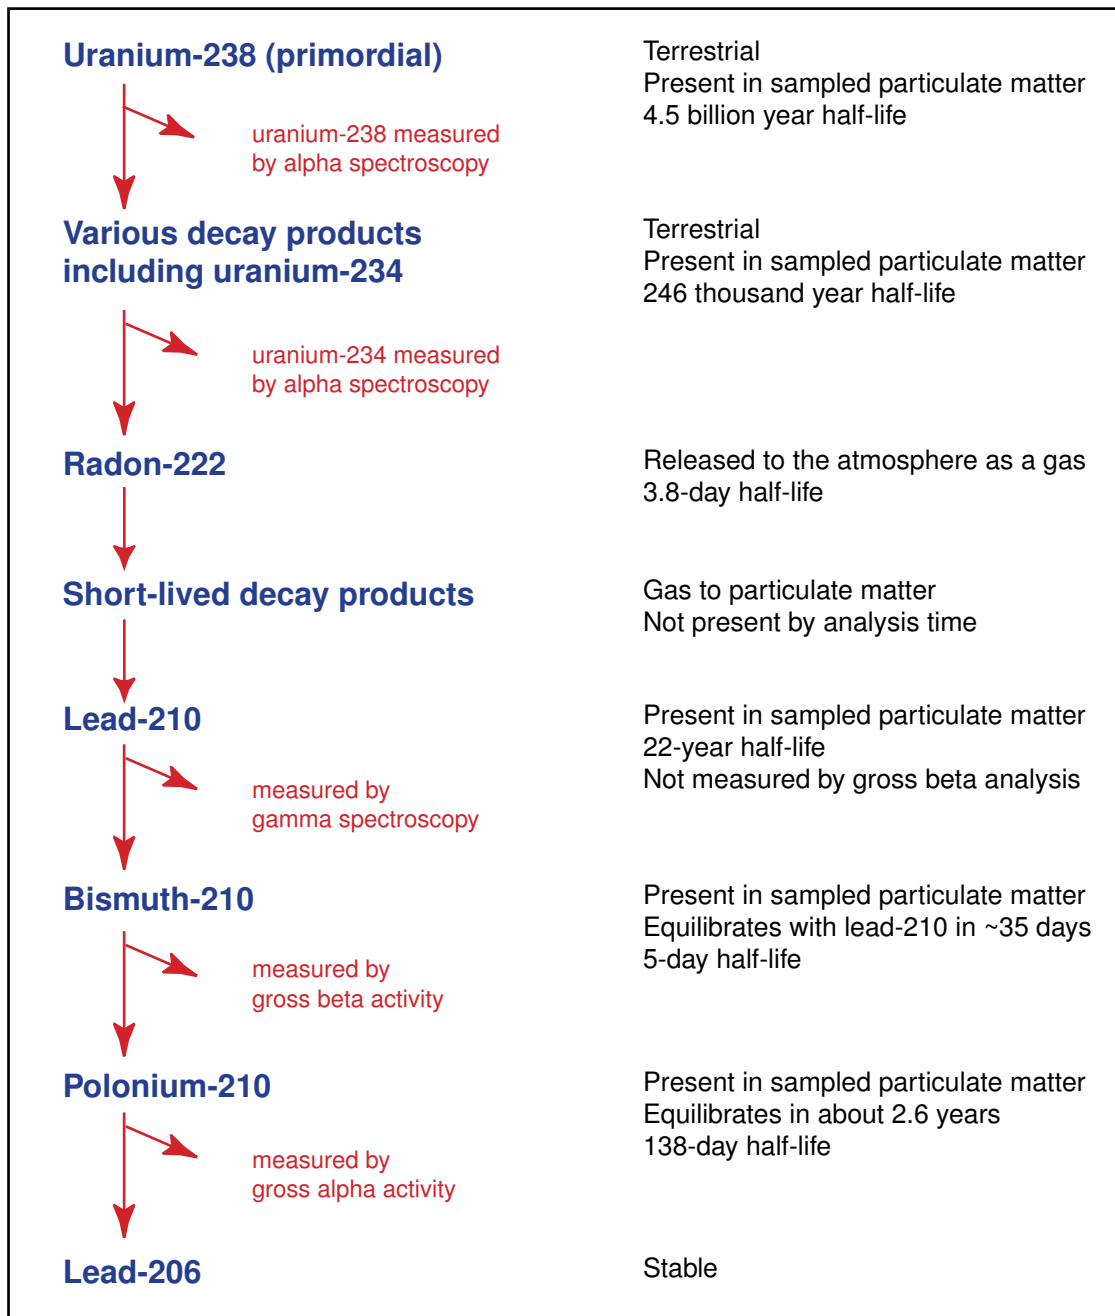 Uranium-238 (primordial)
Terrestrial
Present in sampled particulate matter
4.5 billion year half-life
uranium-238 measured
by alpha spectroscopy
Various decay products
including uranium-234
Terrestrial
Present in sampled particulate matter
246 thousand year half-life
uranium-234 measured
by alpha spectroscopy
Radon-222
Released to the atmosphere as a gas
3.8-day half-life
Short-lived decay products
Gas to particulate matter
Not present by analysis time
Lead-210
Present in sampled particulate matter
22-year half-life
Not measured by gross beta analysis
measured by
gamma spectroscopy
Bismuth-210
Present in sampled particulate matter
Equilibrates with lead-210 in ~35 days
5-day half-life
measured by
gross beta activity
Polonium-210
Present in sampled particulate matter
Equilibrates in about 2.6 years
138-day half-life
measured by
gross alpha activity
Lead-206
Stable